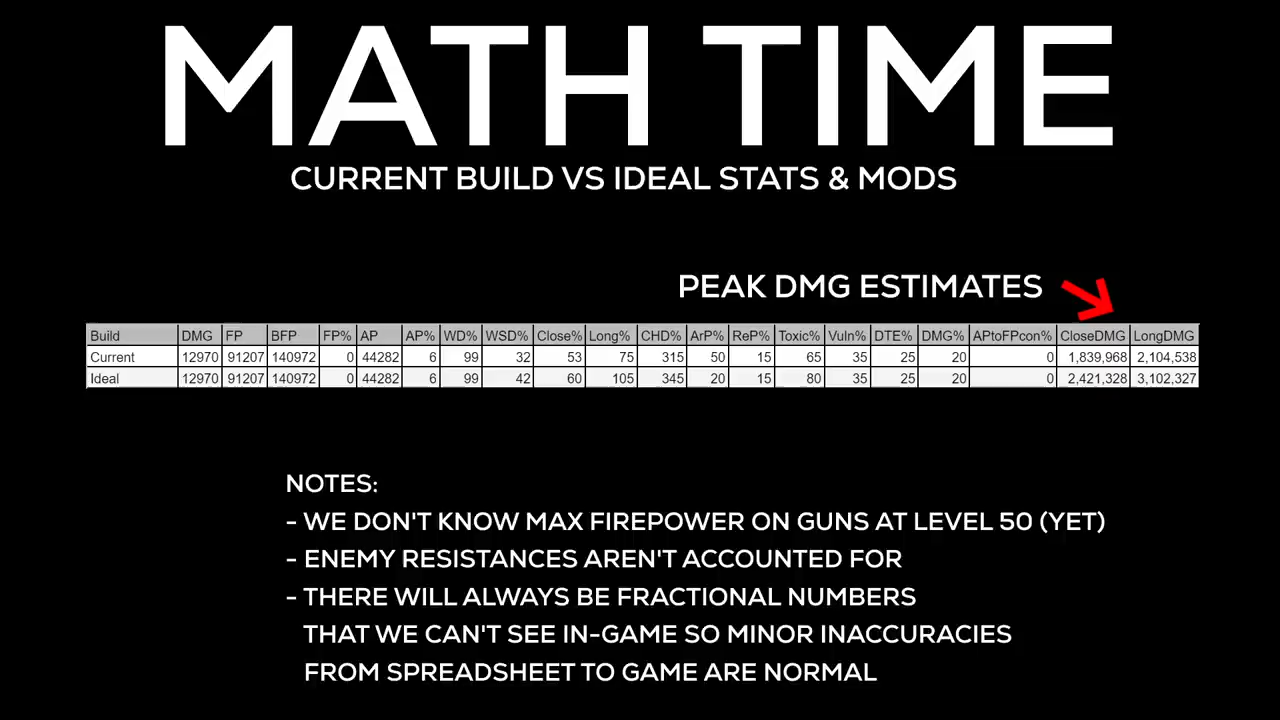 MATH TIME
CURRENT BUILD VS IDEAL STATS & MODS
PEAK DMG ESTIMATES
Build DMG FP BFP FP% AP AP% WD% WSD% Close% Long% CHD% ArP% ReP% Toxic% Vuln% DTE% DMG% APtoFPcon% CloseDMG LongDMG
Current 12970 91207 140972 0 44282 6 99 32 53 75 315 50 15 65 35 25 20 0 1,839,968 2,104,538
Ideal 12970 91207 140972 0 44282 6 99 42 60 105 345 20 15 80 35 25 20 0 2,421,328 3,102,327
NOTES:
- WE DON'T KNOW MAX FIREPOWER ON GUNS AT LEVEL 50 (YET)
- ENEMY RESISTANCES AREN'T ACCOUNTED FOR
- THERE WILL ALWAYS BE FRACTIONAL NUMBERS
THAT WE CAN'T SEE IN-GAME SO MINOR INACCURACIES
FROM SPREADSHEET TO GAME ARE NORMAL